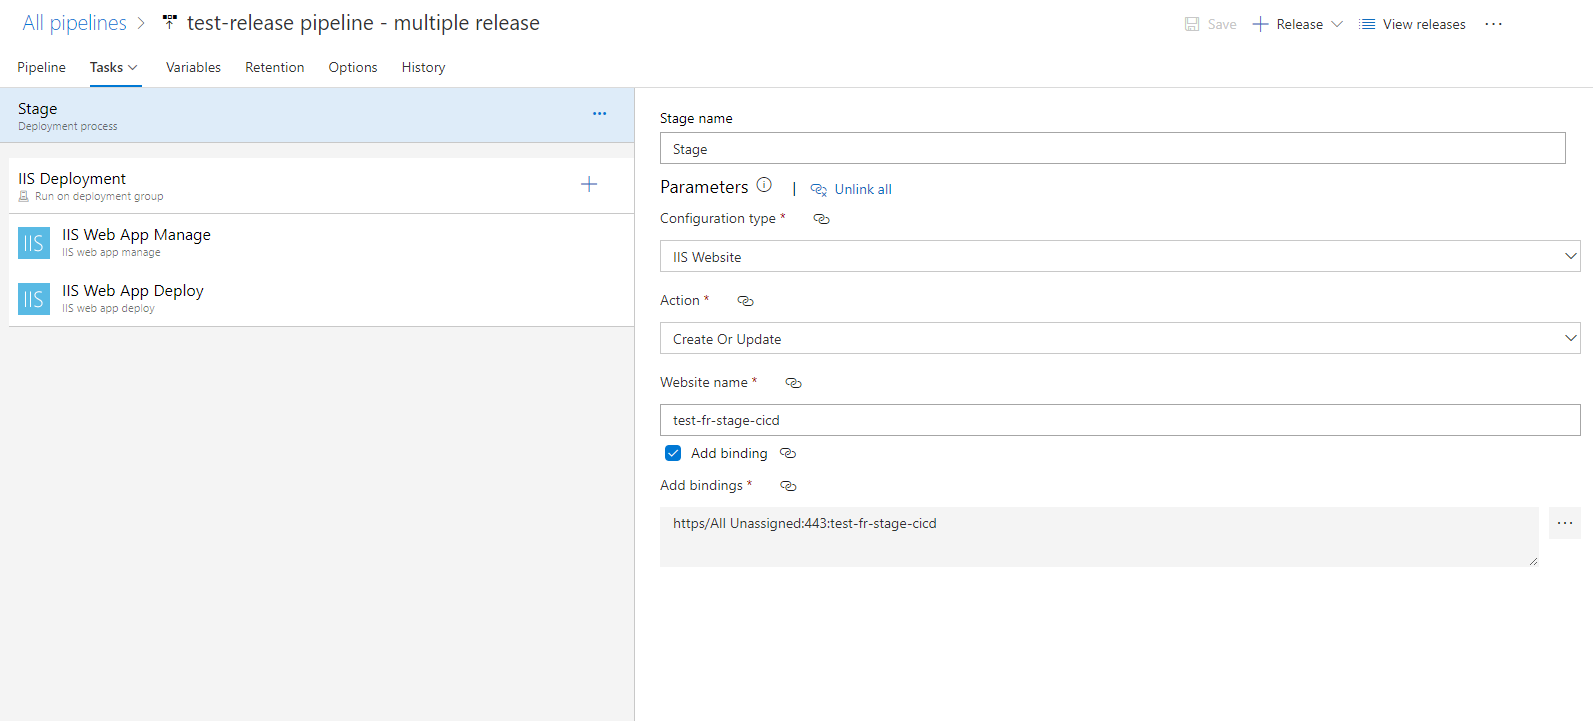 All pipelines > test-release pipeline - multiple release
Save Release View releases ...
Pipeline Tasks Variables Retention Options History
Stage
Deployment process
...
IIS Deployment
Run on deployment group
IIS
IIS Web App Manage
IIS web app manage
IIS
IIS Web App Deploy
IIS web app deploy
Stage name
Stage
Parameters | Unlink all
Configuration type *
IIS Website
Action *
Create Or Update
Website name *
test-fr-stage-cicd
Add binding
Add bindings *
https/All Unassigned:443:test-fr-stage-cicd
...